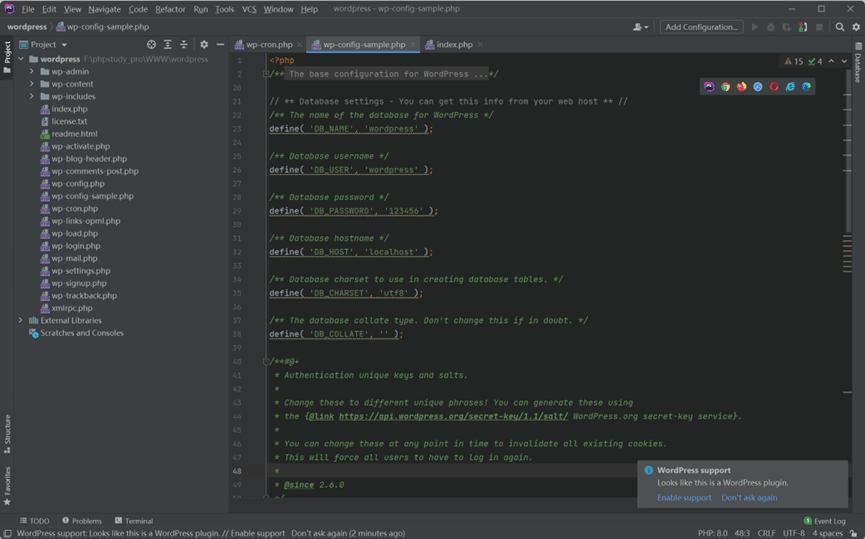 File Edit View Navigate Code Refactor Run Tools VCS Window Help wordpress - wp-config-sample.php
wordpress wp-config-sample.php Add Configuration...
Project
Project
wp-cron.php wp-config-sample.php index.php
Database
wordpress F:\phpstudy_pro\WWW\wordpress
wp-admin
wp-content
wp-includes
index.php
license.txt
readme.html
wp-activate.php
wp-blog-header.php
wp-comments-post.php
wp-config.php
wp-config-sample.php
wp-cron.php
wp-links-opml.php
wp-load.php
wp-login.php
wp-mail.php
wp-settings.php
wp-signup.php
wp-trackback.php
xmlrpc.php
External Libraries
Scratches and Consoles
Structure
Favorites
15 4
1 <?php
2 /** The base configuration for WordPress ...*/
20
21 // ** Database settings - You can get this info from your web host ** //
22 /** The name of the database for WordPress */
23 define( 'DB_NAME', 'wordpress' );
24
25 /** Database username */
26 define( 'DB_USER', 'wordpress' );
27
28 /** Database password */
29 define( 'DB_PASSWORD', '123456' );
30
31 /** Database hostname */
32 define( 'DB_HOST', 'localhost' );
33
34 /** Database charset to use in creating database tables. */
35 define( 'DB_CHARSET', 'utf8' );
36
37 /** The database collate type. Don't change this if in doubt. */
38 define( 'DB_COLLATE', '' );
39
40 /**#@+
41 * Authentication unique keys and salts.
42 *
43 * Change these to different unique phrases! You can generate these using
44 * the {@link https://api.wordpress.org/secret-key/1.1/salt/ WordPress.org secret-key service}.
45 *
46 * You can change these at any point in time to invalidate all existing cookies.
47 * This will force all users to have to log in again.
48 *
49 * @since 2.6.0
WordPress support
Looks like this is a WordPress plugin.
Enable support Don't ask again
TODO Problems Terminal 1 Event Log
WordPress support: Looks like this is a WordPress plugin. // Enable support Don't ask again (2 minutes ago) PHP: 8.0 48:3 CRLF UTF-8 4 spaces